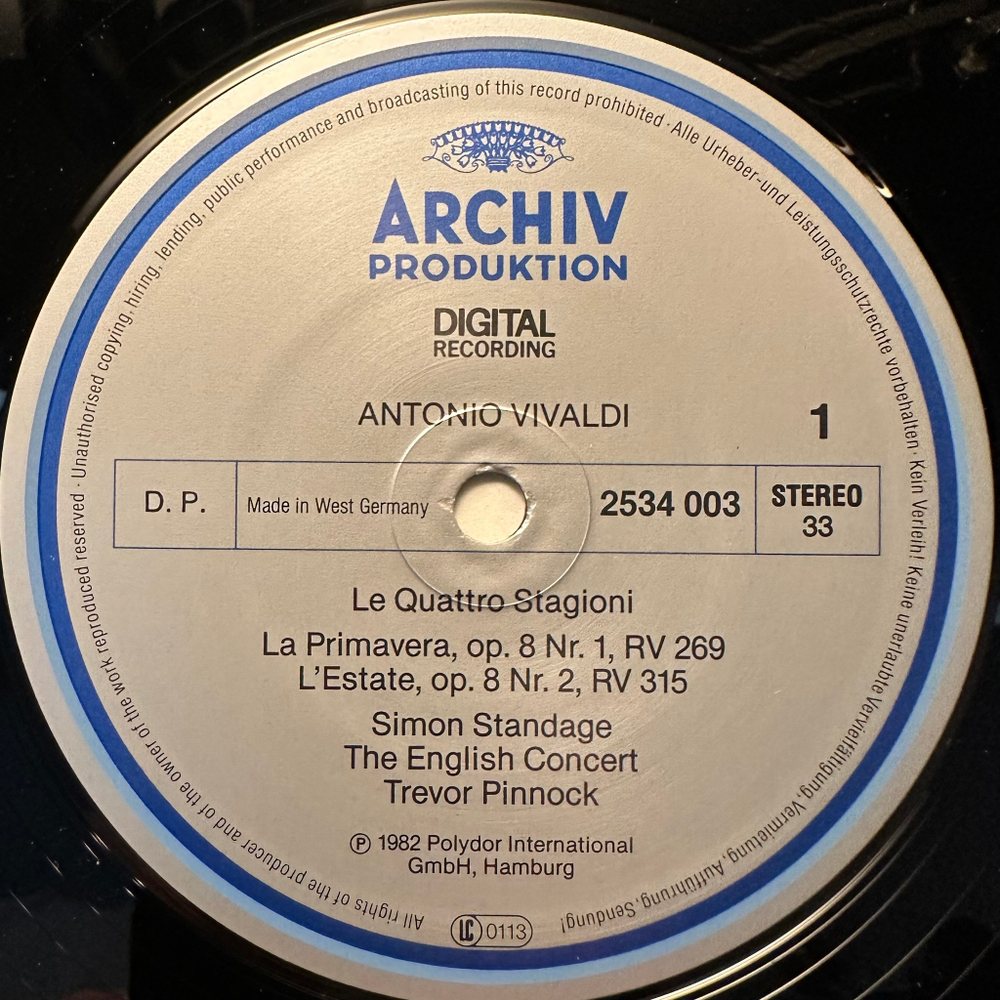 ARCHIV
PRODUKTION
DIGITAL
RECORDING
ANTONIO VIVALDI
1
D. P.
Made in West Germany
2534 003
STEREO
33
Le Quattro Stagioni
La Primavera, op. 8 Nr. 1, RV 269
L'Estate, op. 8 Nr. 2, RV 315
Simon Standage
The English Concert
Trevor Pinnock
℗ 1982 Polydor International
GmbH, Hamburg
LC 0113
All rights of the producer and of the owner of the work reproduced reserved · Unauthorised copying, hiring, lending, public performance and broadcasting of this record prohibited · Alle Urheber-und Leistungsschutzrechte vorbehalten · Kein Verleih! Keine unerlaubte Vervielfältigung, Vermietung, Aufführung, Sendung!